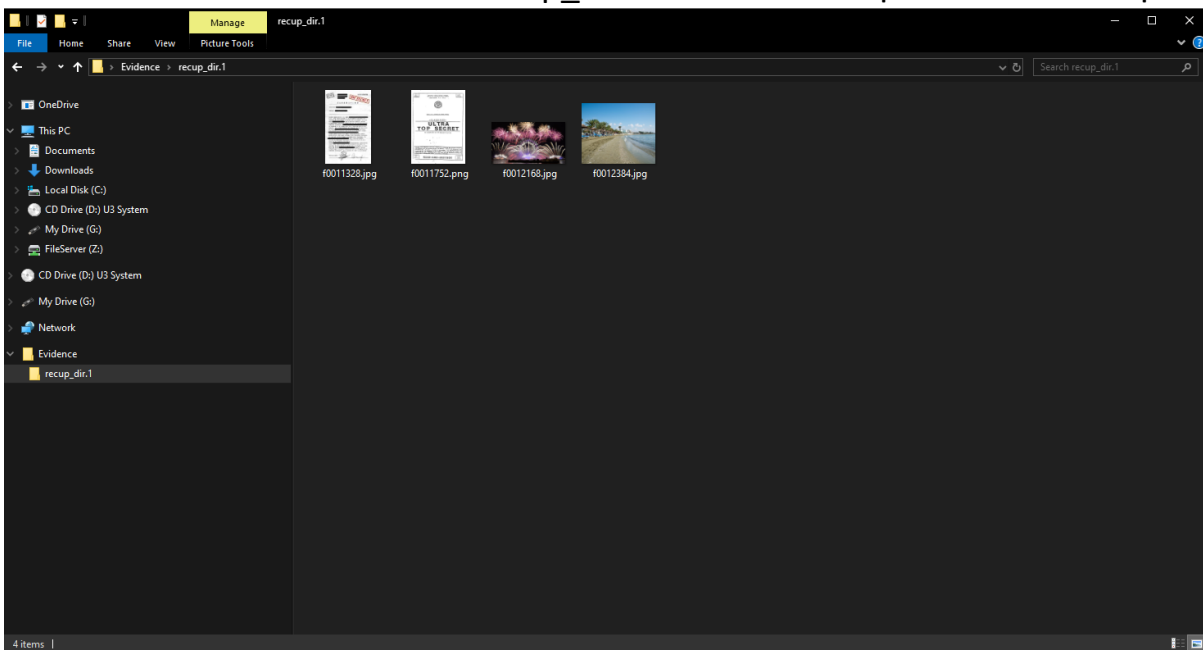 Manage
recup_dir.1
File
Home
Share
View
Picture Tools
?
Evidence
recup_dir.1
Search recup_dir.1
OneDrive
This PC
Documents
Downloads
Local Disk (C:)
CD Drive (D:) U3 System
My Drive (G:)
FileServer (Z:)
CD Drive (D:) U3 System
My Drive (G:)
Network
Evidence
recup_dir.1
ULTRA
TOP SECRET
f0011328.jpg
f0011752.png
f0012168.jpg
f0012384.jpg
4 items